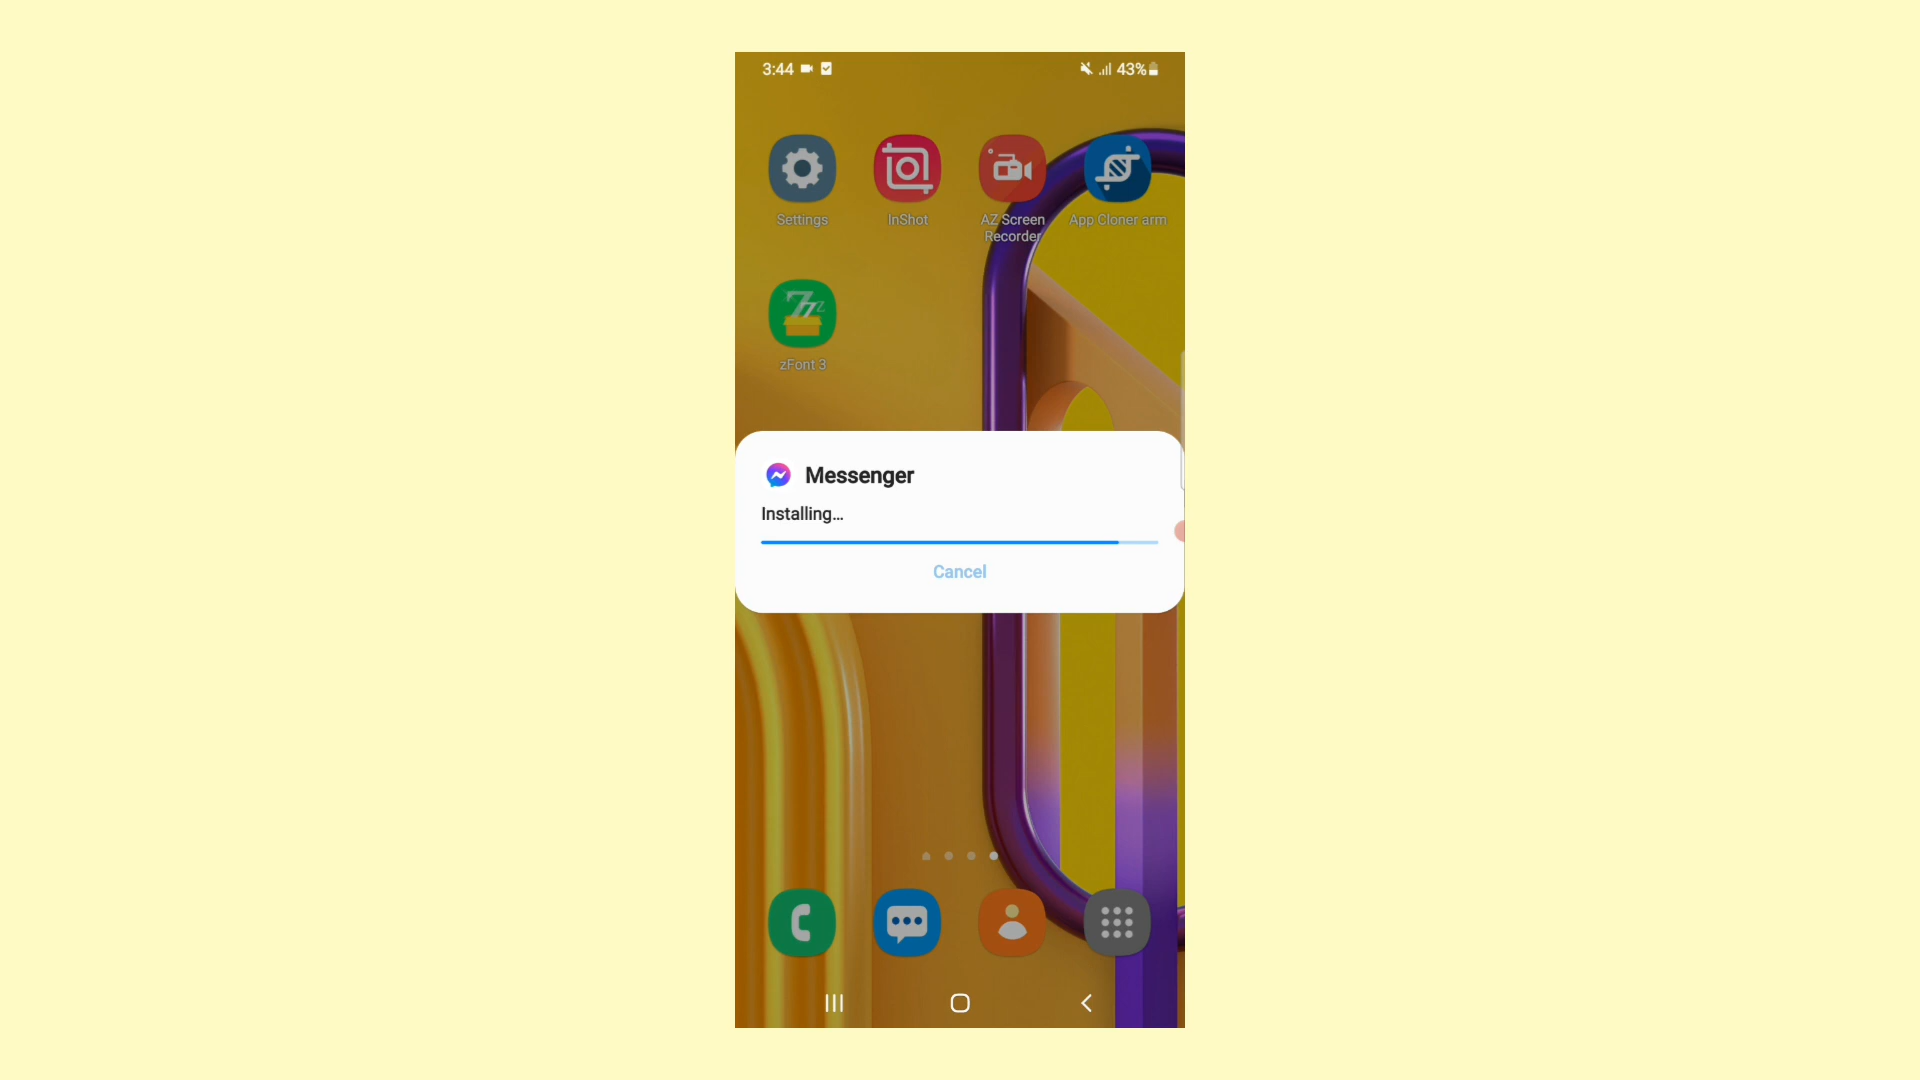 3:44
43%
Settings
InShot
AZ Screen
Recorder
App Cloner arm
zFont 3
Messenger
Installing...
Cancel